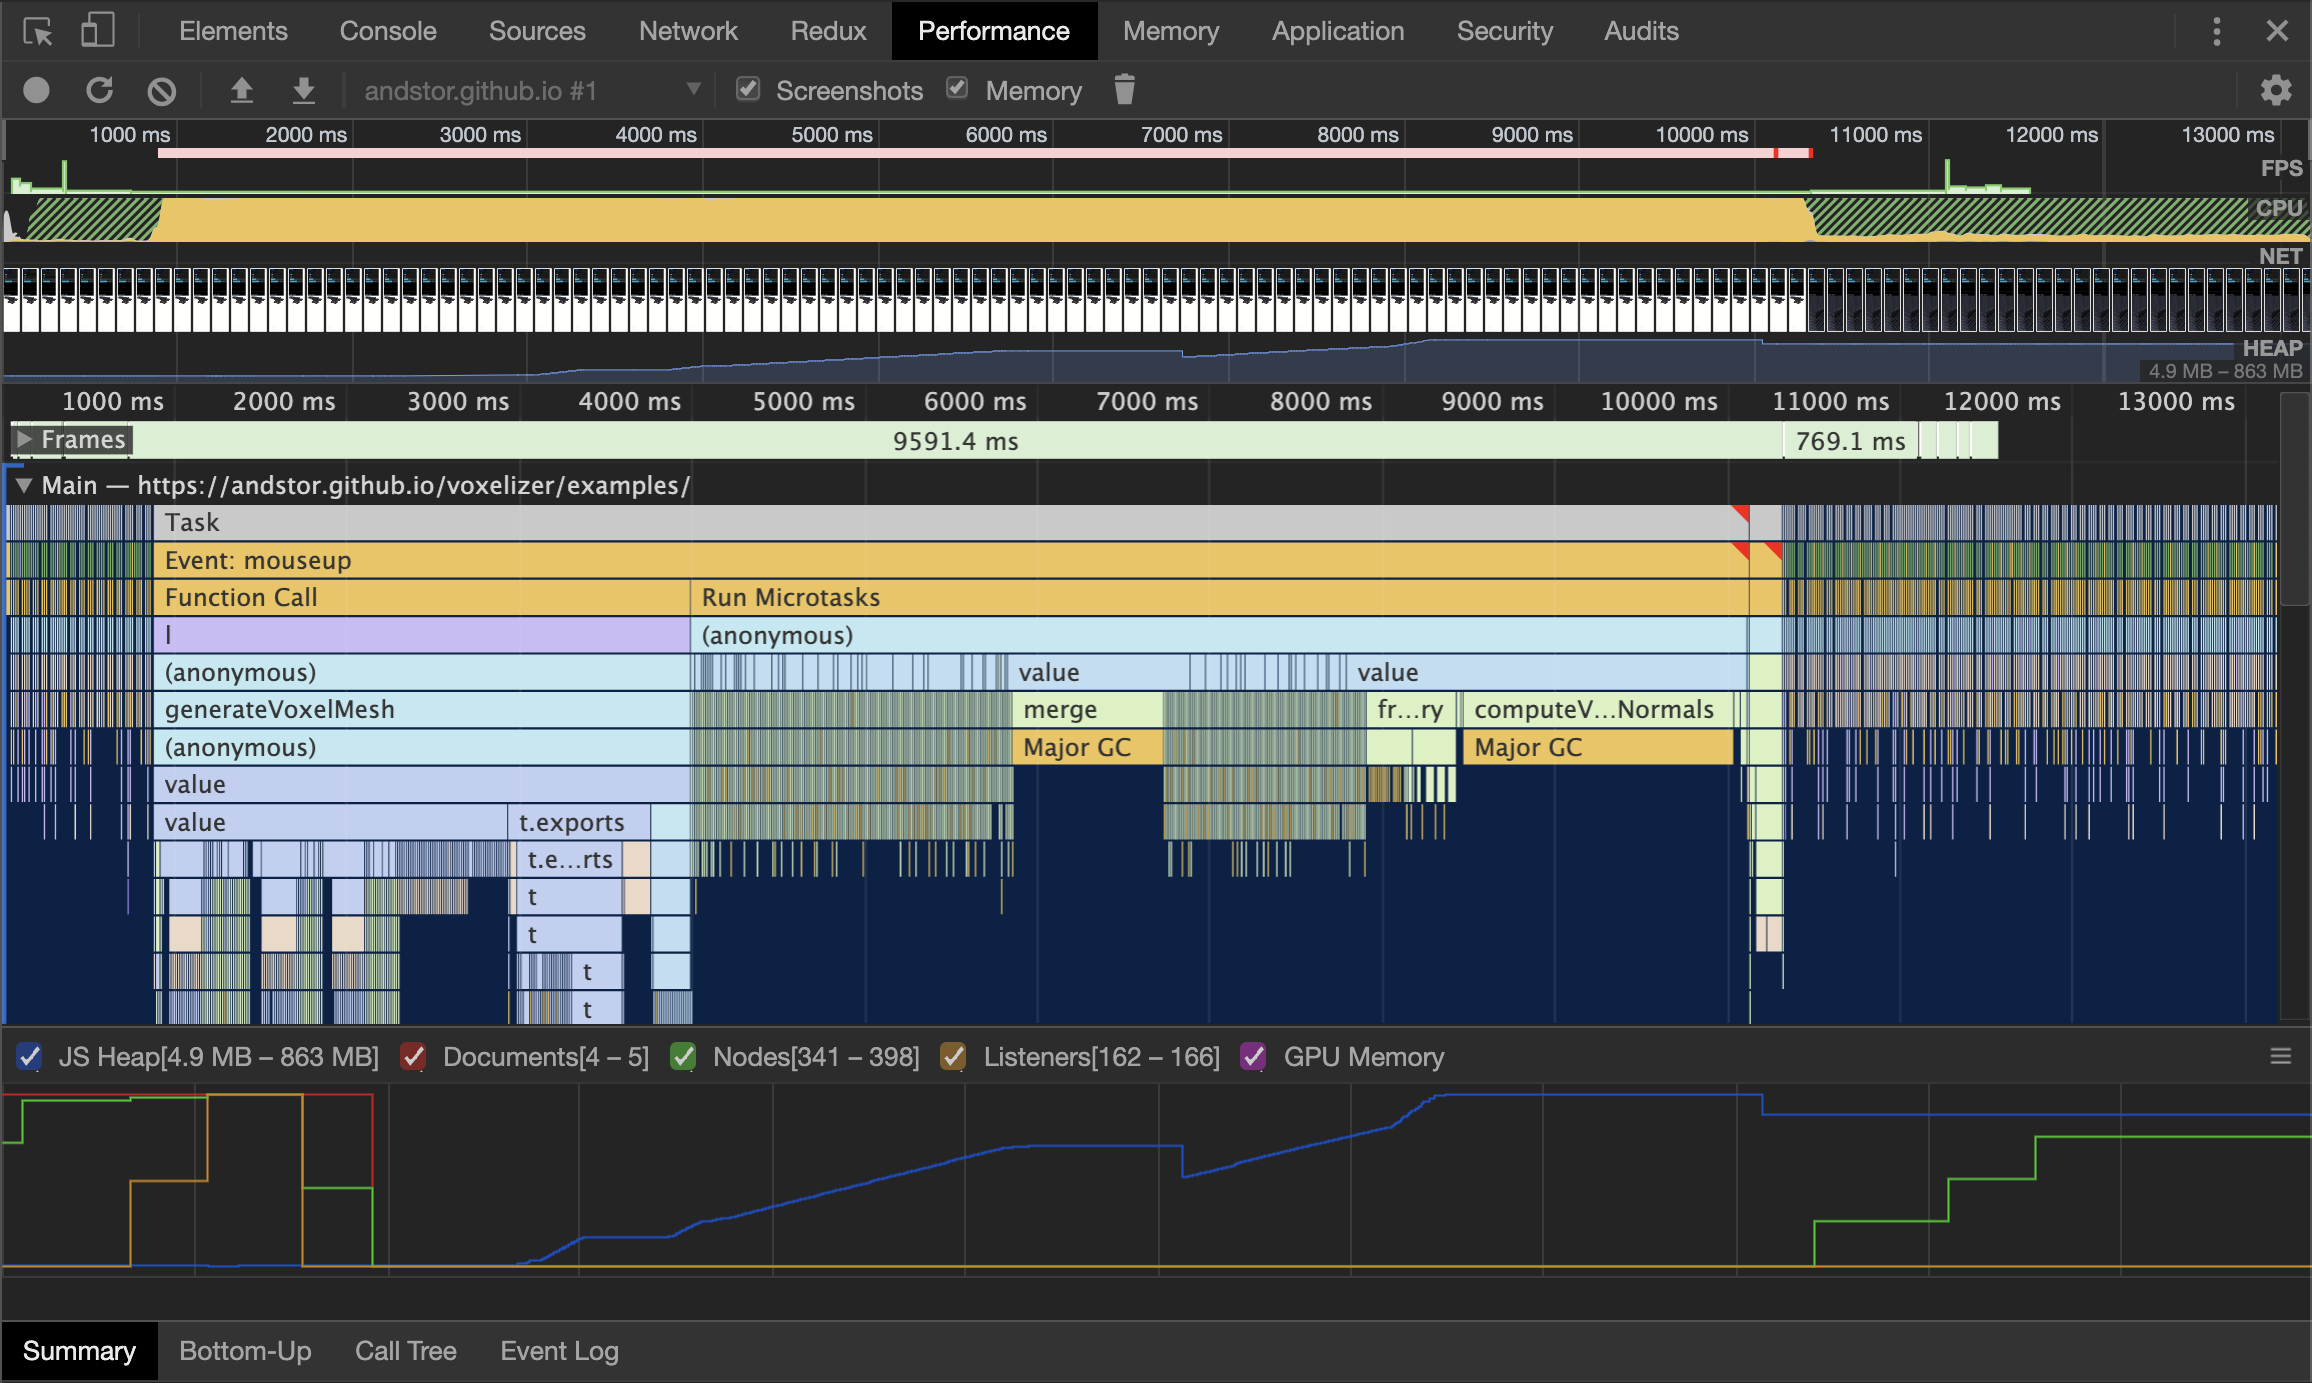 Elements Console Sources Network Redux Performance Memory Application Security Audits
andstor.github.io #1 Screenshots Memory
1000 ms 2000 ms 3000 ms 4000 ms 5000 ms 6000 ms 7000 ms 8000 ms 9000 ms 10000 ms 11000 ms 12000 ms 13000 ms
FPS
CPU
NET
HEAP
4.9 MB – 863 MB
1000 ms 2000 ms 3000 ms 4000 ms 5000 ms 6000 ms 7000 ms 8000 ms 9000 ms 10000 ms 11000 ms 12000 ms 13000 ms
Frames 9591.4 ms 769.1 ms
Main — https://andstor.github.io/voxelizer/examples/
Task
Event: mouseup
Function Call Run Microtasks
l (anonymous)
(anonymous) value value
generateVoxelMesh merge fr...ry computeV...Normals
(anonymous) Major GC Major GC
value
value t.exports
t.e...rts
t
t
t
t
JS Heap[4.9 MB – 863 MB] Documents[4 – 5] Nodes[341 – 398] Listeners[162 – 166] GPU Memory
Summary Bottom-Up Call Tree Event Log